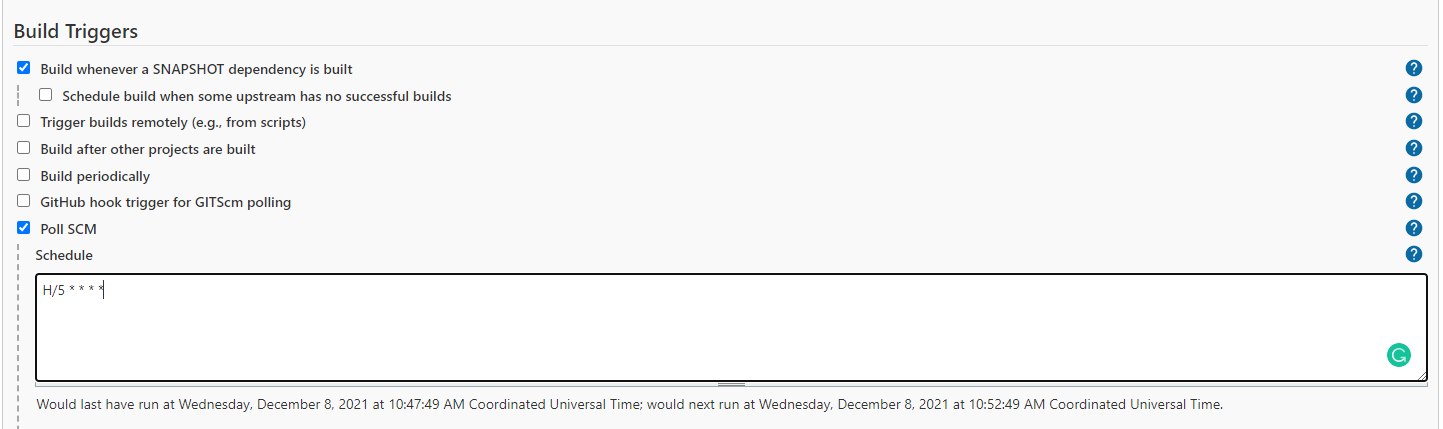 Build Triggers
Build whenever a SNAPSHOT dependency is built
Schedule build when some upstream has no successful builds
Trigger builds remotely (e.g., from scripts)
Build after other projects are built
Build periodically
GitHub hook trigger for GITScm polling
Poll SCM
Schedule
H/5 * * * *
Would last have run at Wednesday, December 8, 2021 at 10:47:49 AM Coordinated Universal Time; would next run at Wednesday, December 8, 2021 at 10:52:49 AM Coordinated Universal Time.